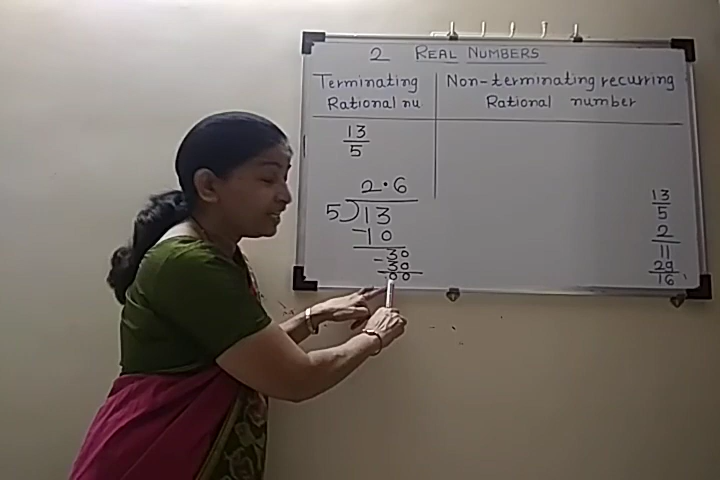 2 REAL NUMBERS
Terminating
Rational nu
Non-terminating recurring
Rational number
13
5
2.6
5)13
-10
30
-30
00
13
5
2
11
29
16